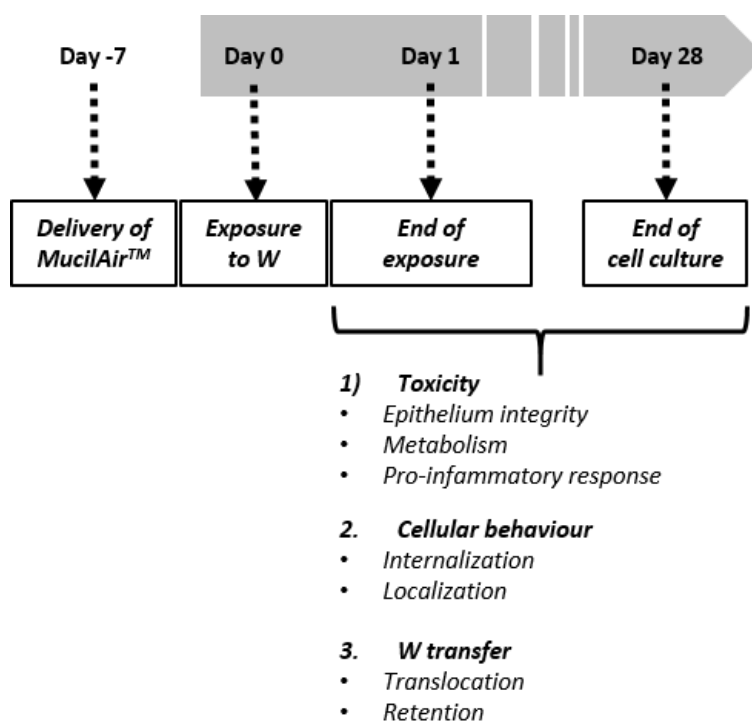 Day -7 Day 0 Day 1 Day 28
Delivery of
MucilAir™
Exposure
to W
End of
exposure
End of
cell culture
1) Toxicity
• Epithelium integrity
• Metabolism
• Pro-infammatory response
2. Cellular behaviour
• Internalization
• Localization
3. W transfer
• Translocation
• Retention